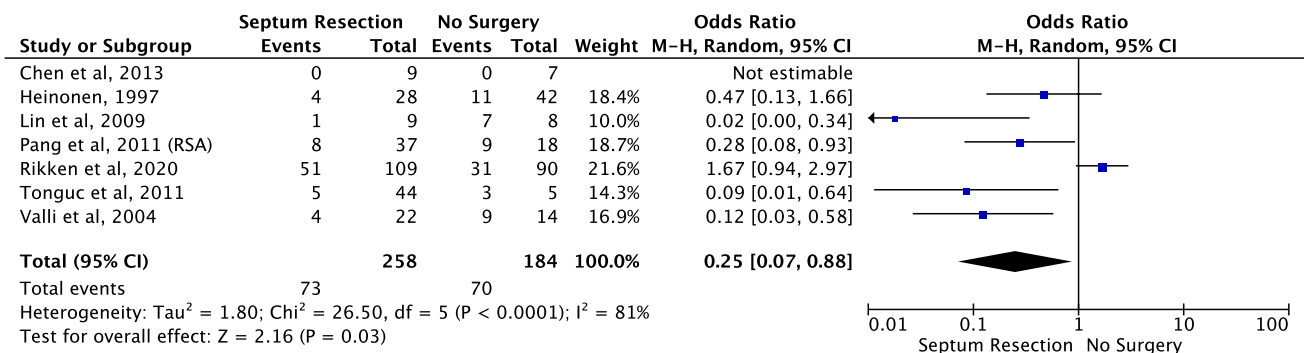 Septum Resection No Surgery Odds Ratio Odds Ratio
Study or Subgroup Events Total Events Total Weight M-H, Random, 95% CI M-H, Random, 95% CI
Chen et al, 2013 0 9 0 7 Not estimable
Heinonen, 1997 4 28 11 42 18.4% 0.47 [0.13, 1.66]
Lin et al, 2009 1 9 7 8 10.0% 0.02 [0.00, 0.34]
Pang et al, 2011 (RSA) 8 37 9 18 18.7% 0.28 [0.08, 0.93]
Rikken et al, 2020 51 109 31 90 21.6% 1.67 [0.94, 2.97]
Tonguc et al, 2011 5 44 3 5 14.3% 0.09 [0.01, 0.64]
Valli et al, 2004 4 22 9 14 16.9% 0.12 [0.03, 0.58]
Total (95% CI) 258 184 100.0% 0.25 [0.07, 0.88]
Total events 73 70
Heterogeneity: Tau² = 1.80; Chi² = 26.50, df = 5 (P < 0.0001); I² = 81%
Test for overall effect: Z = 2.16 (P = 0.03)
0.01 0.1 1 10 100
Septum Resection No Surgery